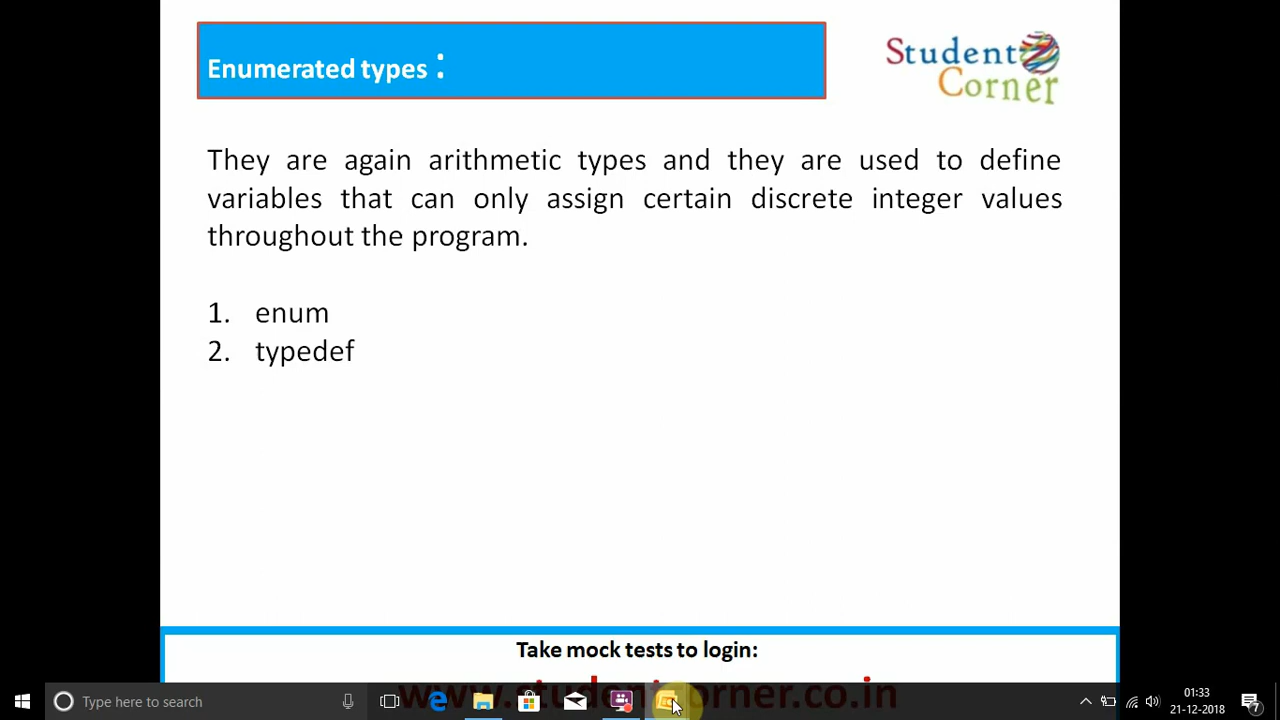 Enumerated types :
Student
Corner
They are again arithmetic types and they are used to define
variables that can only assign certain discrete integer values
throughout the program.
1. enum
2. typedef
Take mock tests to login:
www.studentcorner.co.in
Type here to search
01:33
21-12-2018
7